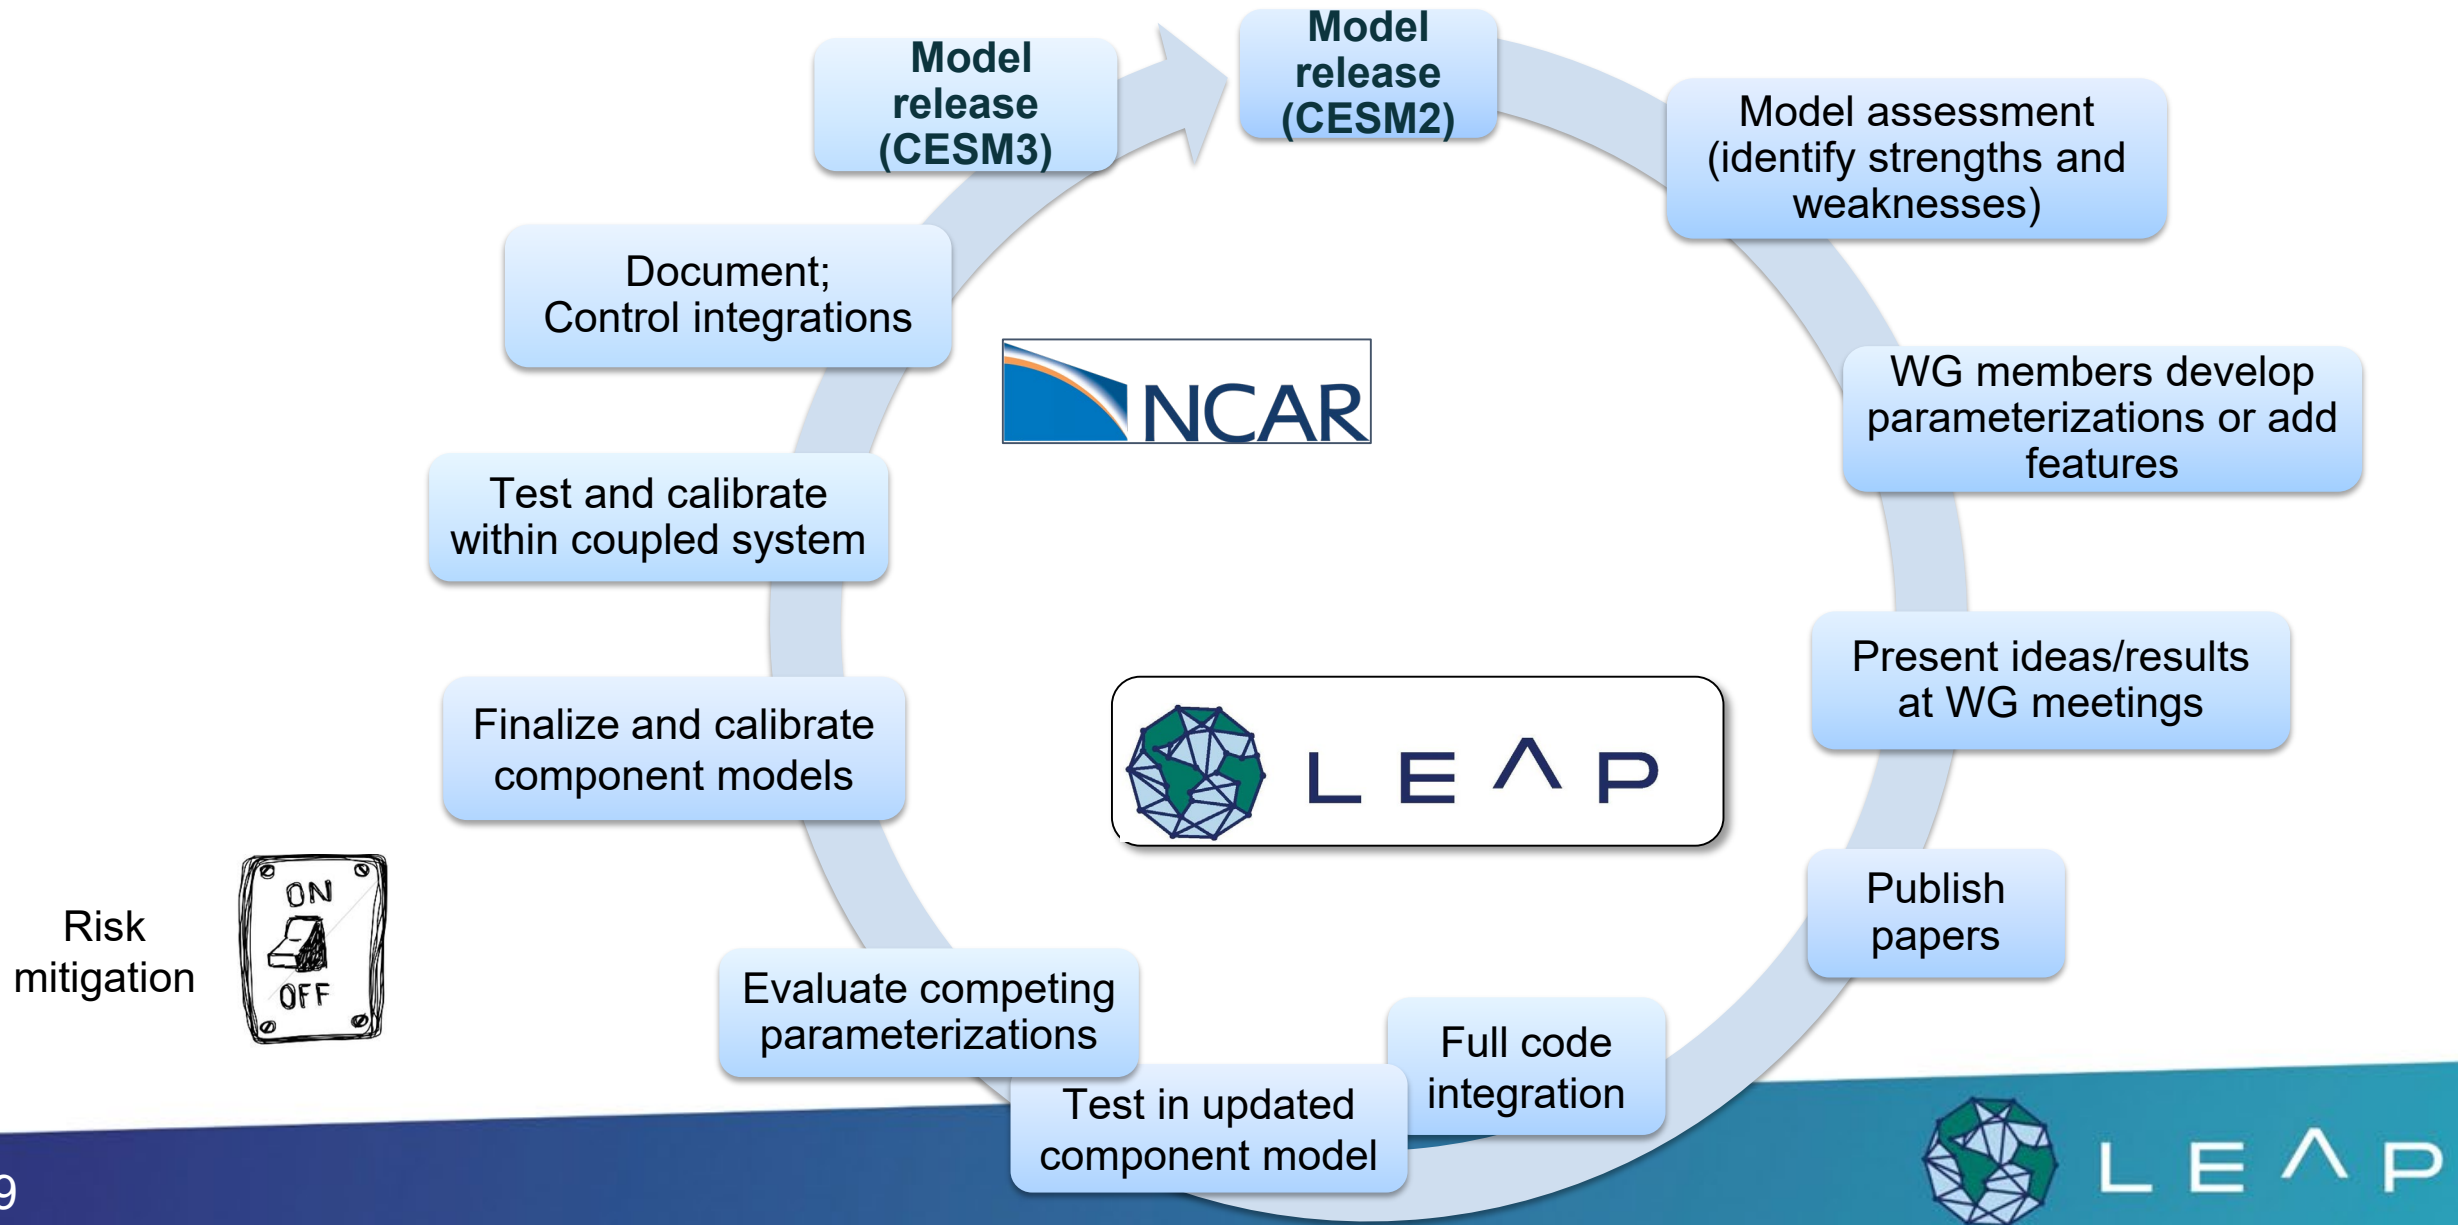 Model
release
(CESM2)
Model assessment
(identify strengths and
weaknesses)
WG members develop
parameterizations or add
features
Present ideas/results
at WG meetings
Publish
papers
Full code
integration
Test in updated
component model
Evaluate competing
parameterizations
Finalize and calibrate
component models
Test and calibrate
within coupled system
Document;
Control integrations
Model
release
(CESM3)
NCAR
LEAP
Risk
mitigation
ON
OFF
9
LEAP